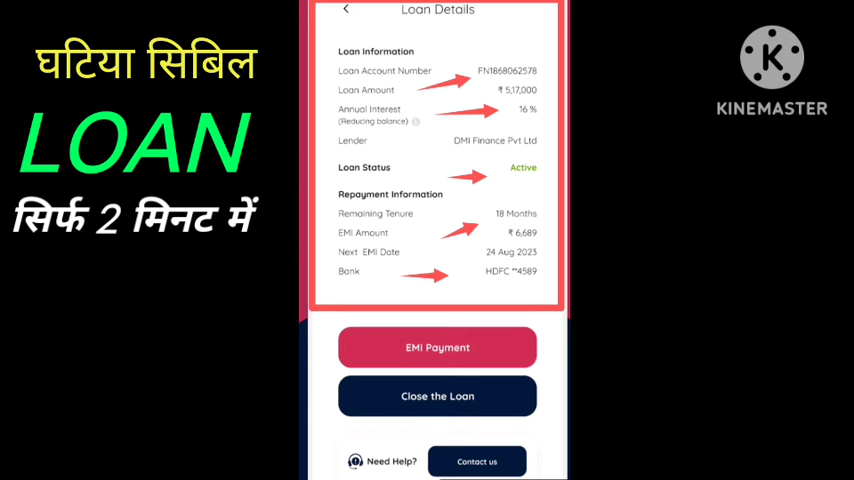 घटिया सिबिल
LOAN
सिर्फ 2 मिनट में
Loan Details
Loan Information
Loan Account Number FN1868062578
Loan Amount ₹ 5,17,000
Annual Interest 16 %
(Reducing balance)
Lender DMI Finance Pvt Ltd
Loan Status Active
Repayment Information
Remaining Tenure 18 Months
EMI Amount ₹ 6,689
Next EMI Date 24 Aug 2023
Bank HDFC **4589
EMI Payment
Close the Loan
Need Help? Contact us
K
KINEMASTER